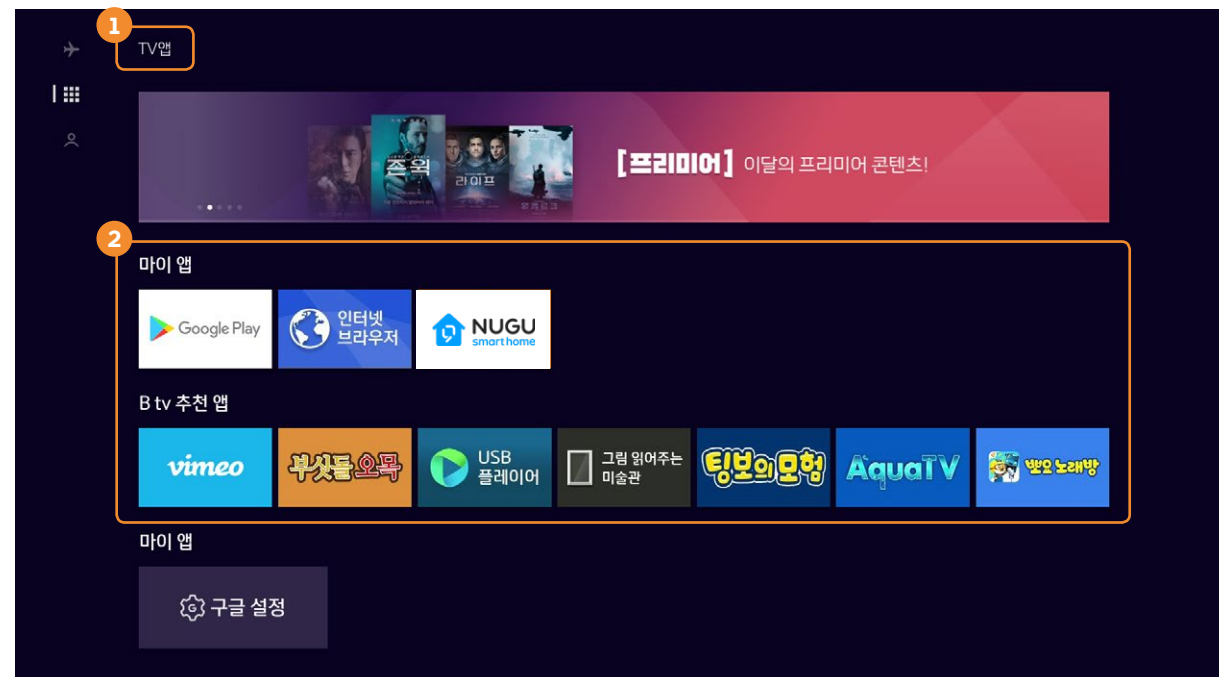 1
TV앱
존윅
라이프
덩케르크
[프리미어] 이달의 프리미어 콘텐츠!
2
마이 앱
Google Play
인터넷
브라우저
NUGU
smart home
B tv 추천 앱
vimeo
부싯돌 오목
USB
플레이어
그림 읽어주는
미술관
팅보의모험
AquaTV
뽀요 노래방
마이 앱
G 구글 설정